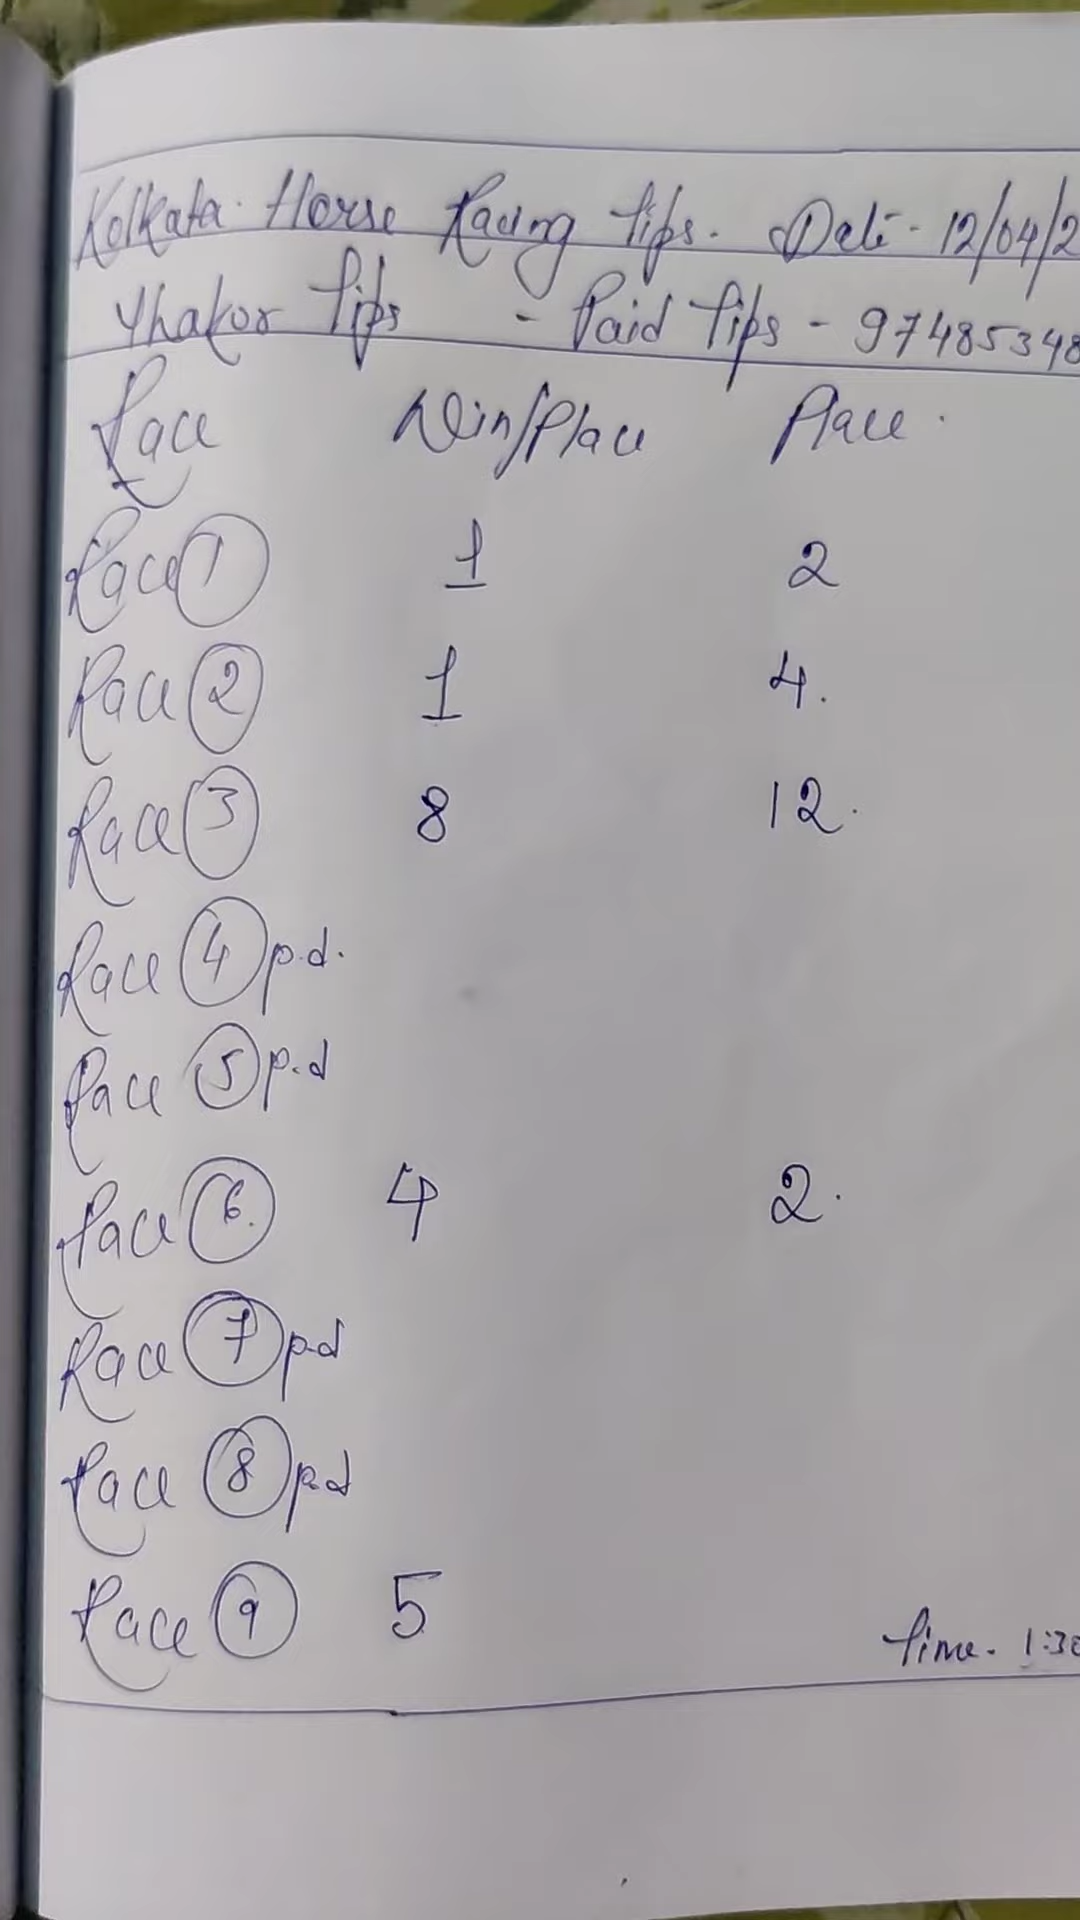 Kolkata Horse Racing Tips. Date - 12/04/2
Thakor Tips - Paid Tips - 97485348
Race Win/Place Place.
Race 1 1 2
Race 2 1 4.
Race 3 8 12.
Race 4 p.d.
Race 5 p.d
Race 6. 4 2.
Race 7 p.d
Race 8 p.d
Race 9 5
Time. 1:30